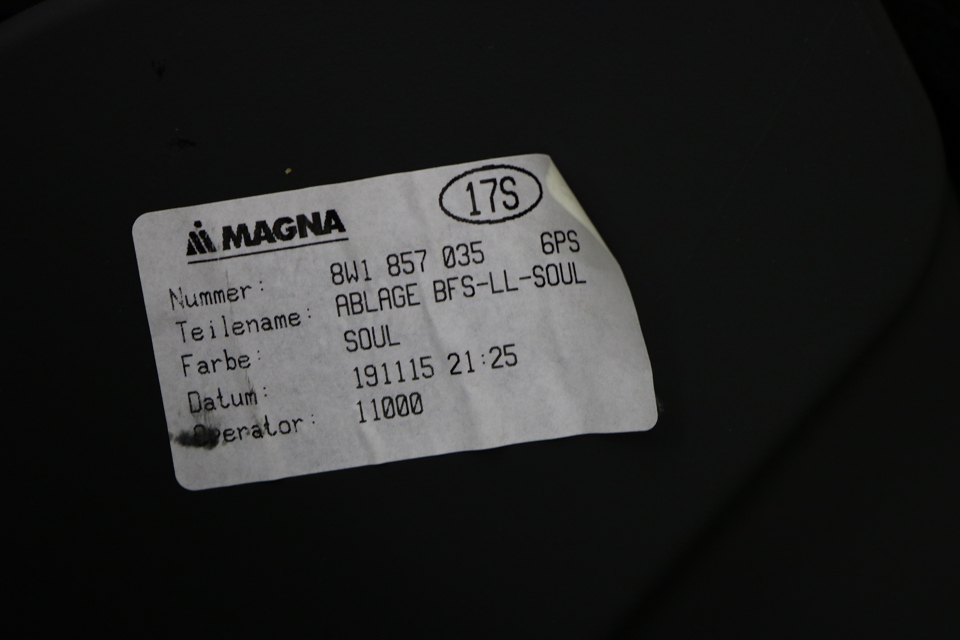 17S
MAGNA
Nummer: 8W1 857 035 6PS
Teilename: ABLAGE BFS-LL-SOUL
Farbe: SOUL
Datum: 191115 21:25
Operator: 11000